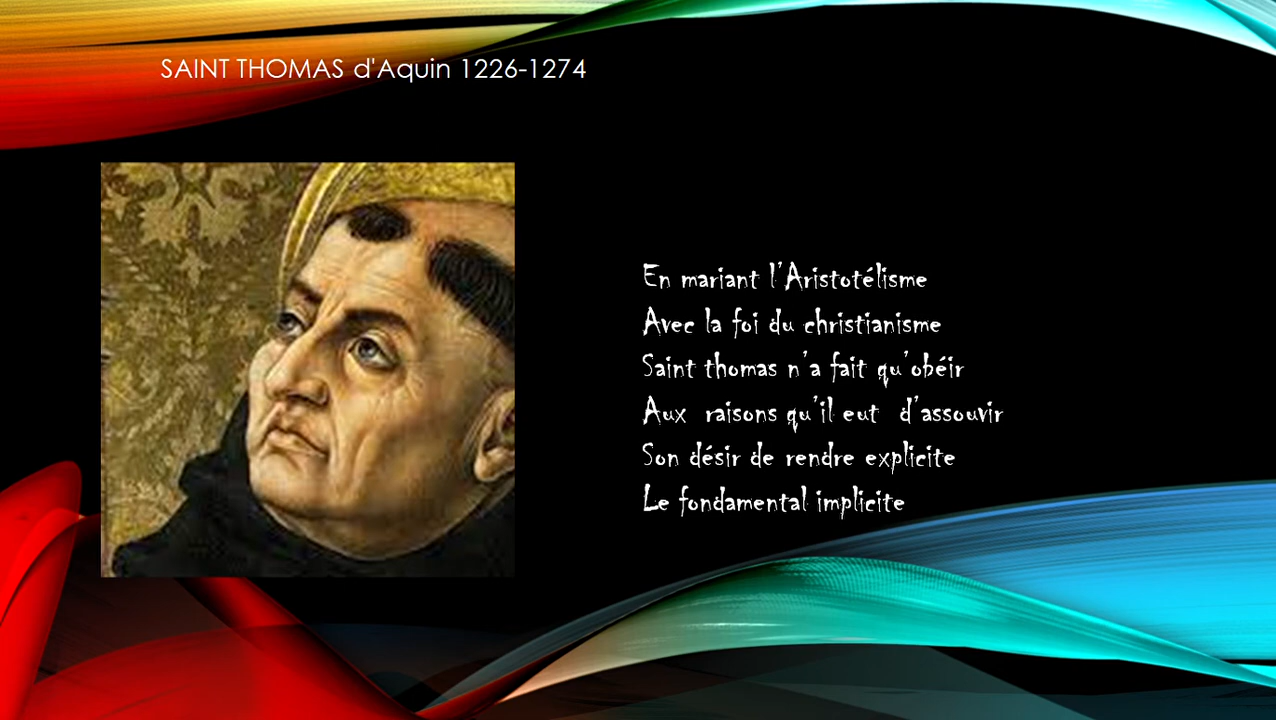 SAINT THOMAS d'Aquin 1226-1274
En mariant l'Aristotélisme
Avec la foi du christianisme
Saint thomas n'a fait qu'obéir
Aux raisons qu'il eut d'assouvir
Son désir de rendre explicite
Le fondamental implicite